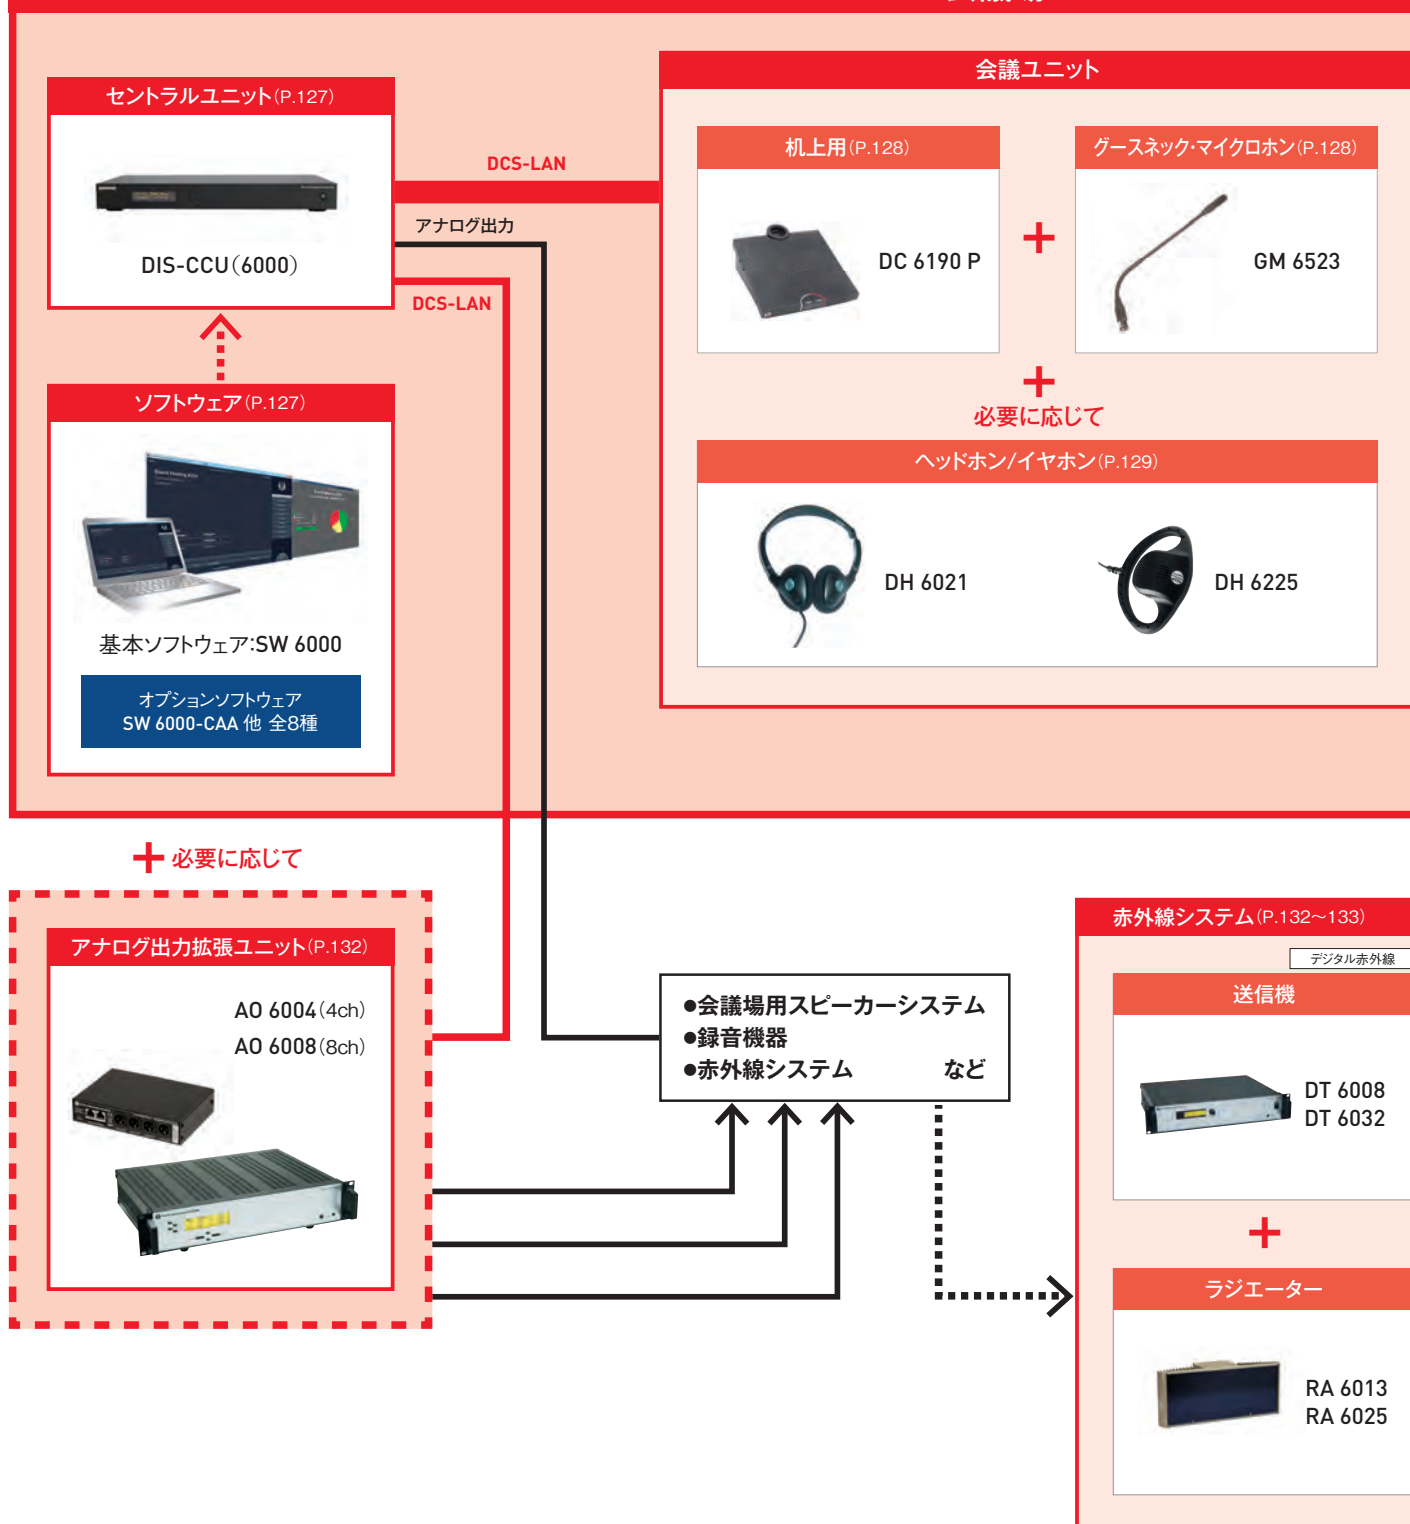 会議ユニット
セントラルユニット(P.127)
DIS-CCU(6000)
DCS-LAN
アナログ出力
DCS-LAN
机上用(P.128)
DC 6190 P
グースネック・マイクロホン(P.128)
GM 6523
必要に応じて
ヘッドホン/イヤホン(P.129)
DH 6021
DH 6225
ソフトウェア(P.127)
基本ソフトウェア:SW 6000
オプションソフトウェア
SW 6000-CAA 他 全8種
必要に応じて
アナログ出力拡張ユニット(P.132)
AO 6004(4ch)
AO 6008(8ch)
●会議場用スピーカーシステム
●録音機器
●赤外線システム など
赤外線システム(P.132〜133)
デジタル赤外線
送信機
DT 6008
DT 6032
ラジエーター
RA 6013
RA 6025